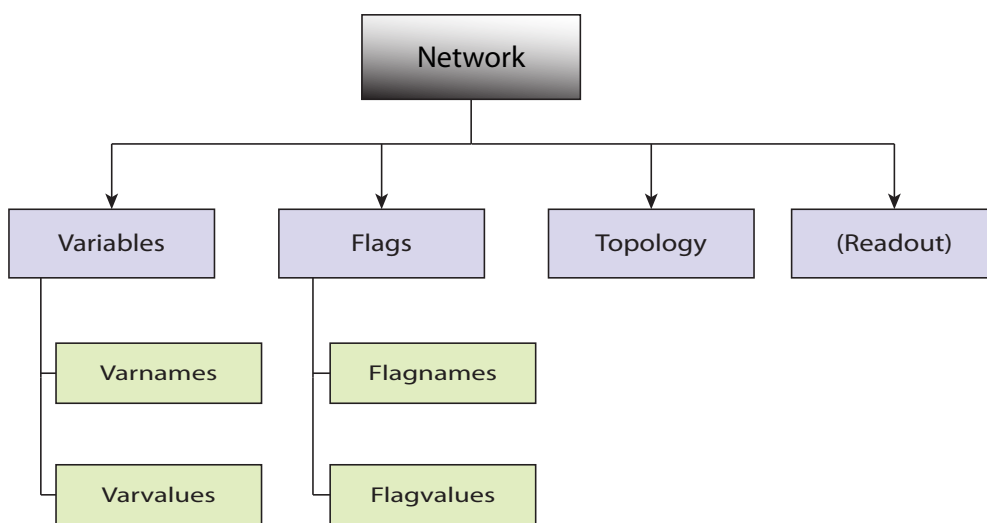 Network
Variables
Flags
Topology
(Readout)
Varnames
Flagnames
Varvalues
Flagvalues